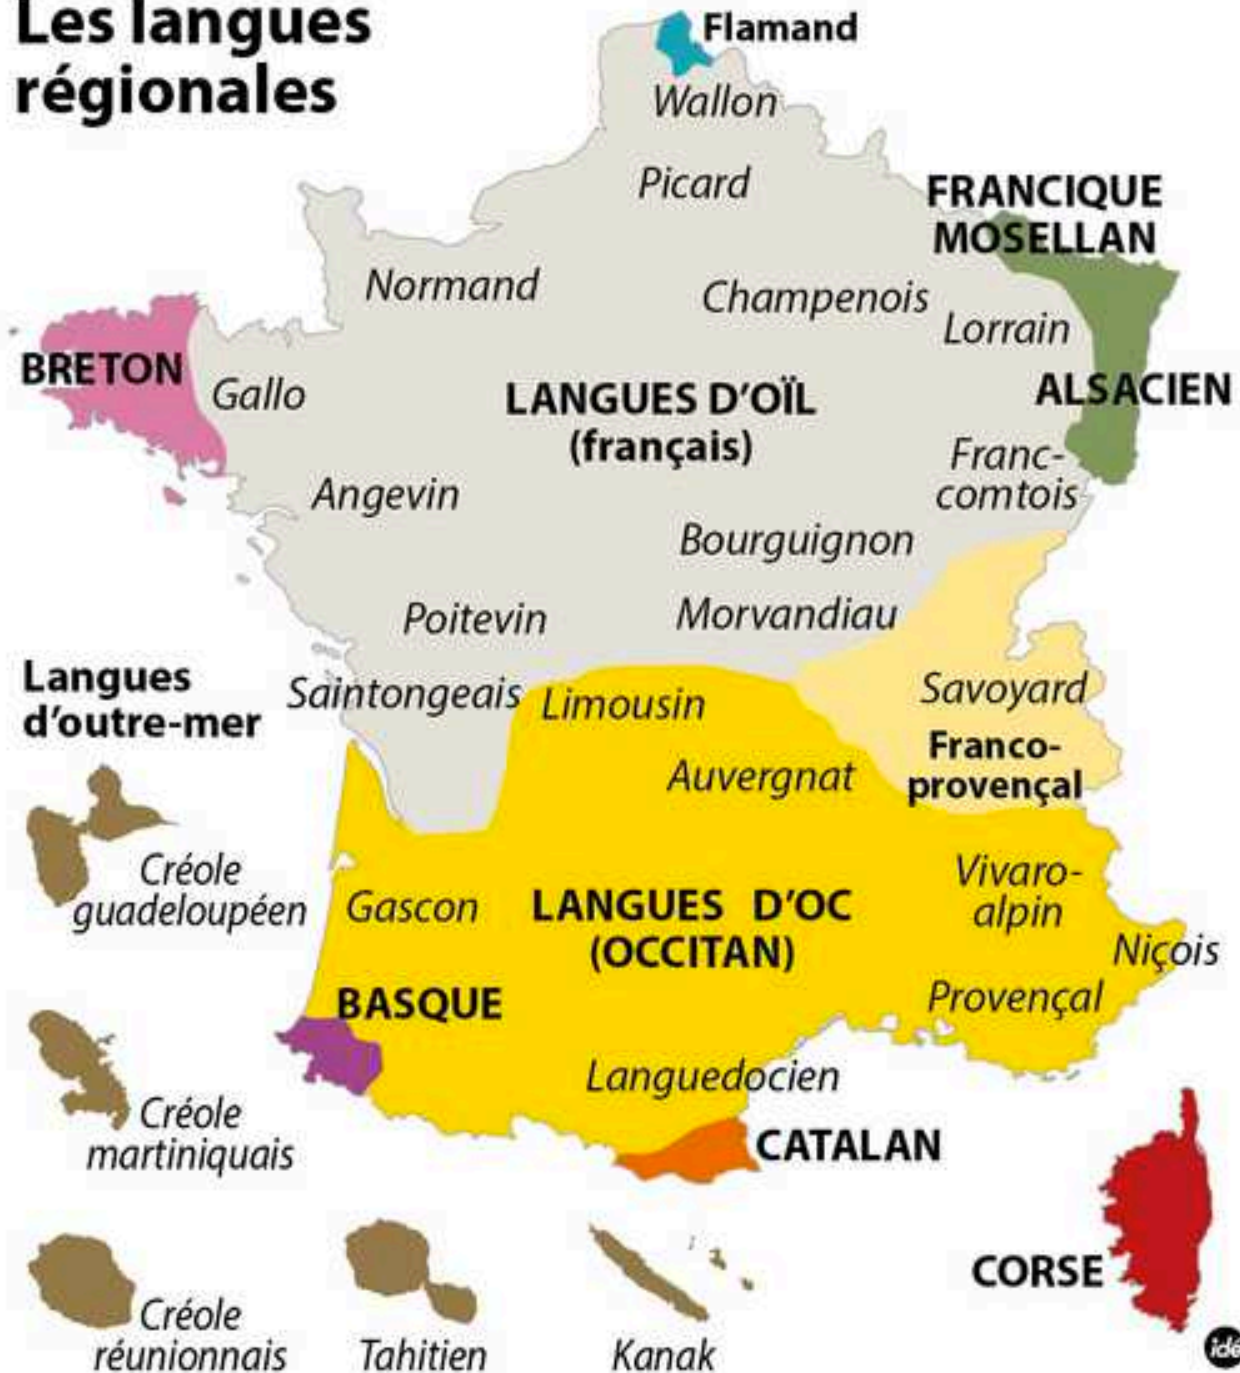 Les langues
régionales
Flamand
Wallon
Picard
FRANCIQUE
MOSELLAN
Normand
Champenois
Lorrain
BRETON
Gallo
LANGUES D'OÏL
(français)
ALSACIEN
Franc-
comtois
Angevin
Bourguignon
Poitevin
Morvandiau
Langues
d'outre-mer
Saintongeais
Limousin
Savoyard
Franco-
provençal
Auvergnat
Créole
guadeloupéen
Gascon
LANGUES D'OC
(OCCITAN)
Vivaro-
alpin
Niçois
BASQUE
Provençal
Languedocien
Créole
martiniquais
CATALAN
CORSE
Créole
réunionnais
Tahitien
Kanak
idé